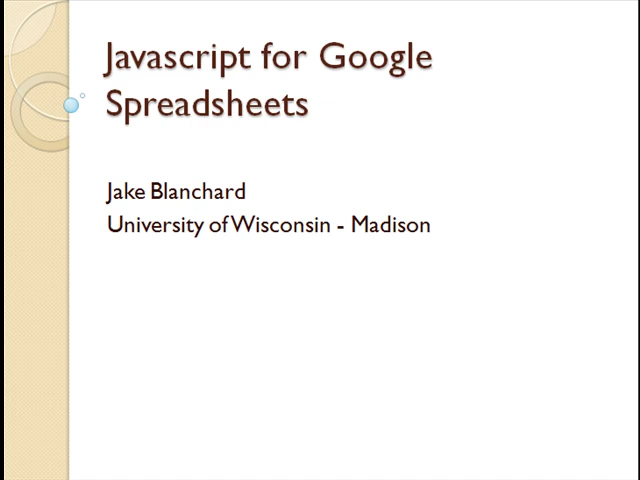 Javascript for Google
Spreadsheets
Jake Blanchard
University of Wisconsin - Madison